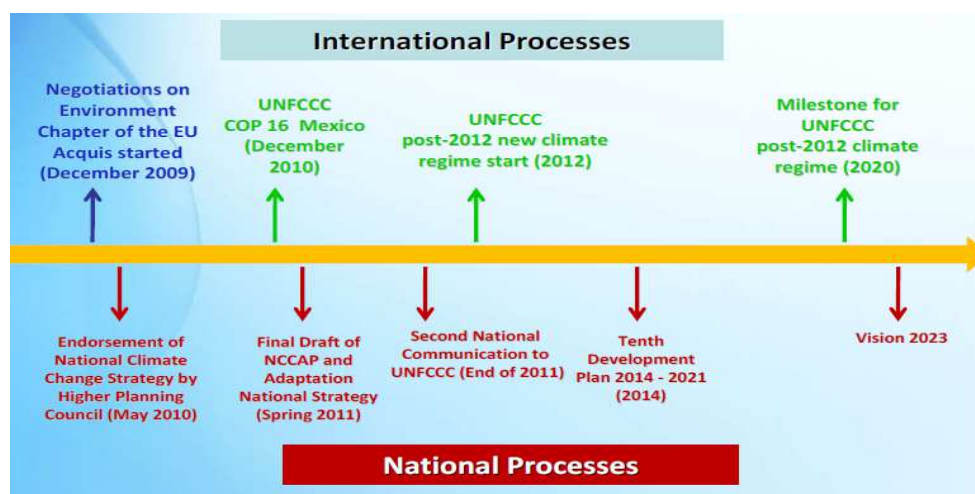 International Processes
Negotiations on
Environment
Chapter of the EU
Acquis started
(December 2009)
UNFCCC
COP 16 Mexico
(December
2010)
UNFCCC
post-2012 new climate
regime start (2012)
Milestone for
UNFCCC
post-2012 climate
regime (2020)
Endorsement of
National Climate
Change Strategy by
Higher Planning
Council (May 2010)
Final Draft of
NCCAP and
Adaptation
National Strategy
(Spring 2011)
Second National
Communication to
UNFCCC (End of 2011)
Tenth
Development
Plan 2014 - 2021
(2014)
Vision 2023
National Processes